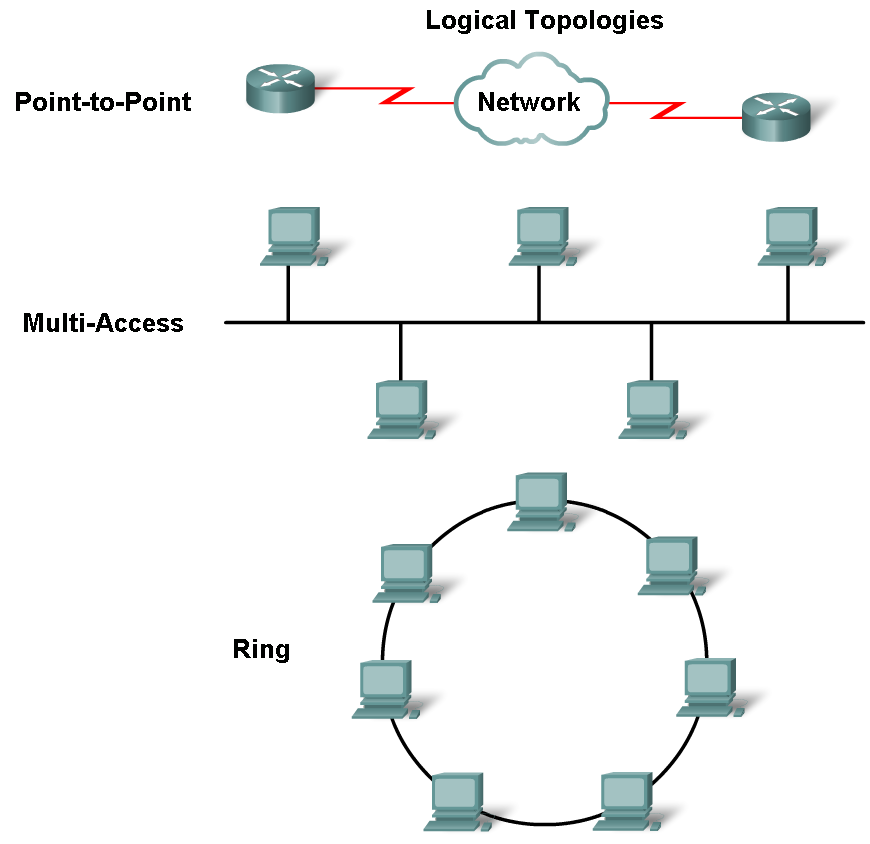 Logical Topologies
Point-to-Point
Network
Multi-Access
Ring